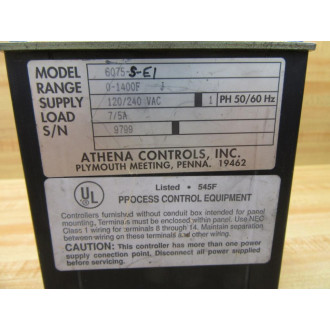 MODEL 6075-S-E1
RANGE 0-1400F J
SUPPLY 120/240 VAC 1 PH 50/60 Hz
LOAD 7/5A
S/N 9799
ATHENA CONTROLS, INC.
PLYMOUTH MEETING, PENNA. 19462
UL
Listed • 545F
PPOCESS CONTROL EQUIPMENT
Controllers furnished without conduit box intended for panel
mounting. Terminals must be enclosed within panel. Use NEC
Class 1 wiring for terminals 8 through 14. Maintain separation
between wiring on these terminals and other wiring.
CAUTION: This controller has more than one power
supply connection point, Disconnect all power supplied
before servicing.